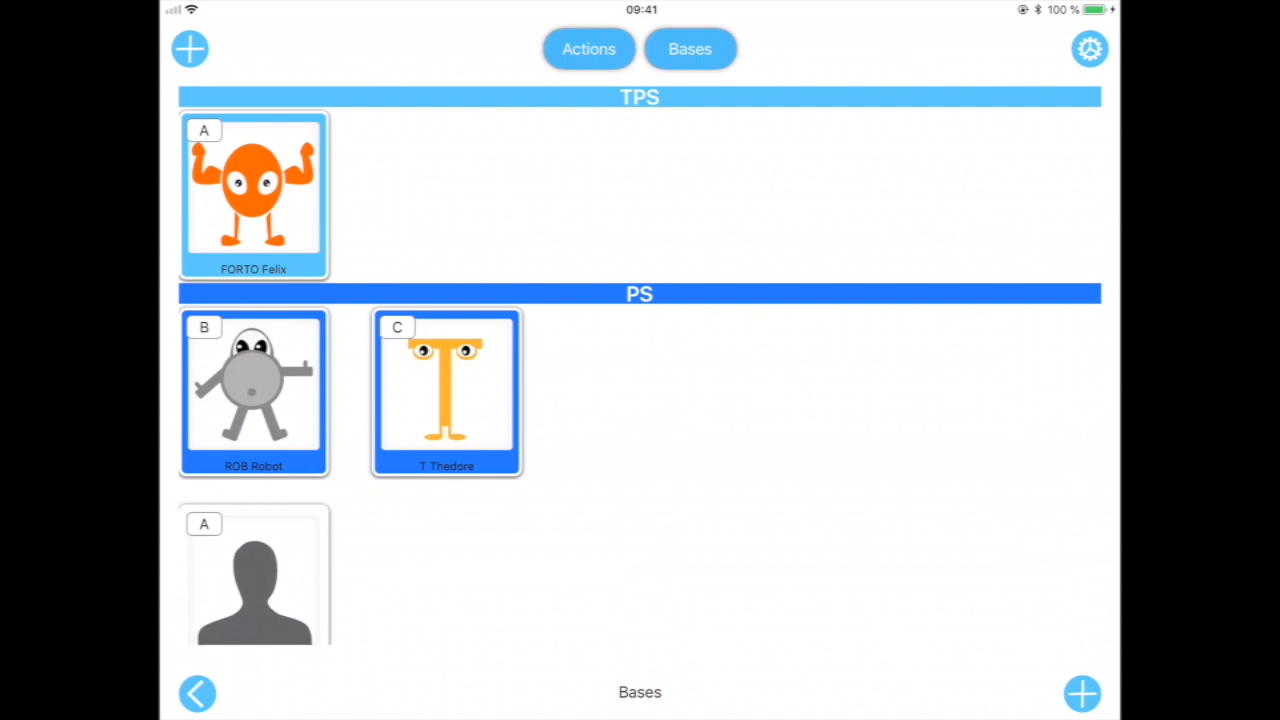 09:41
100 %
Actions
Bases
TPS
A
FORTO Felix
PS
B
C
ROB Robot
T Thedore
A
Bases